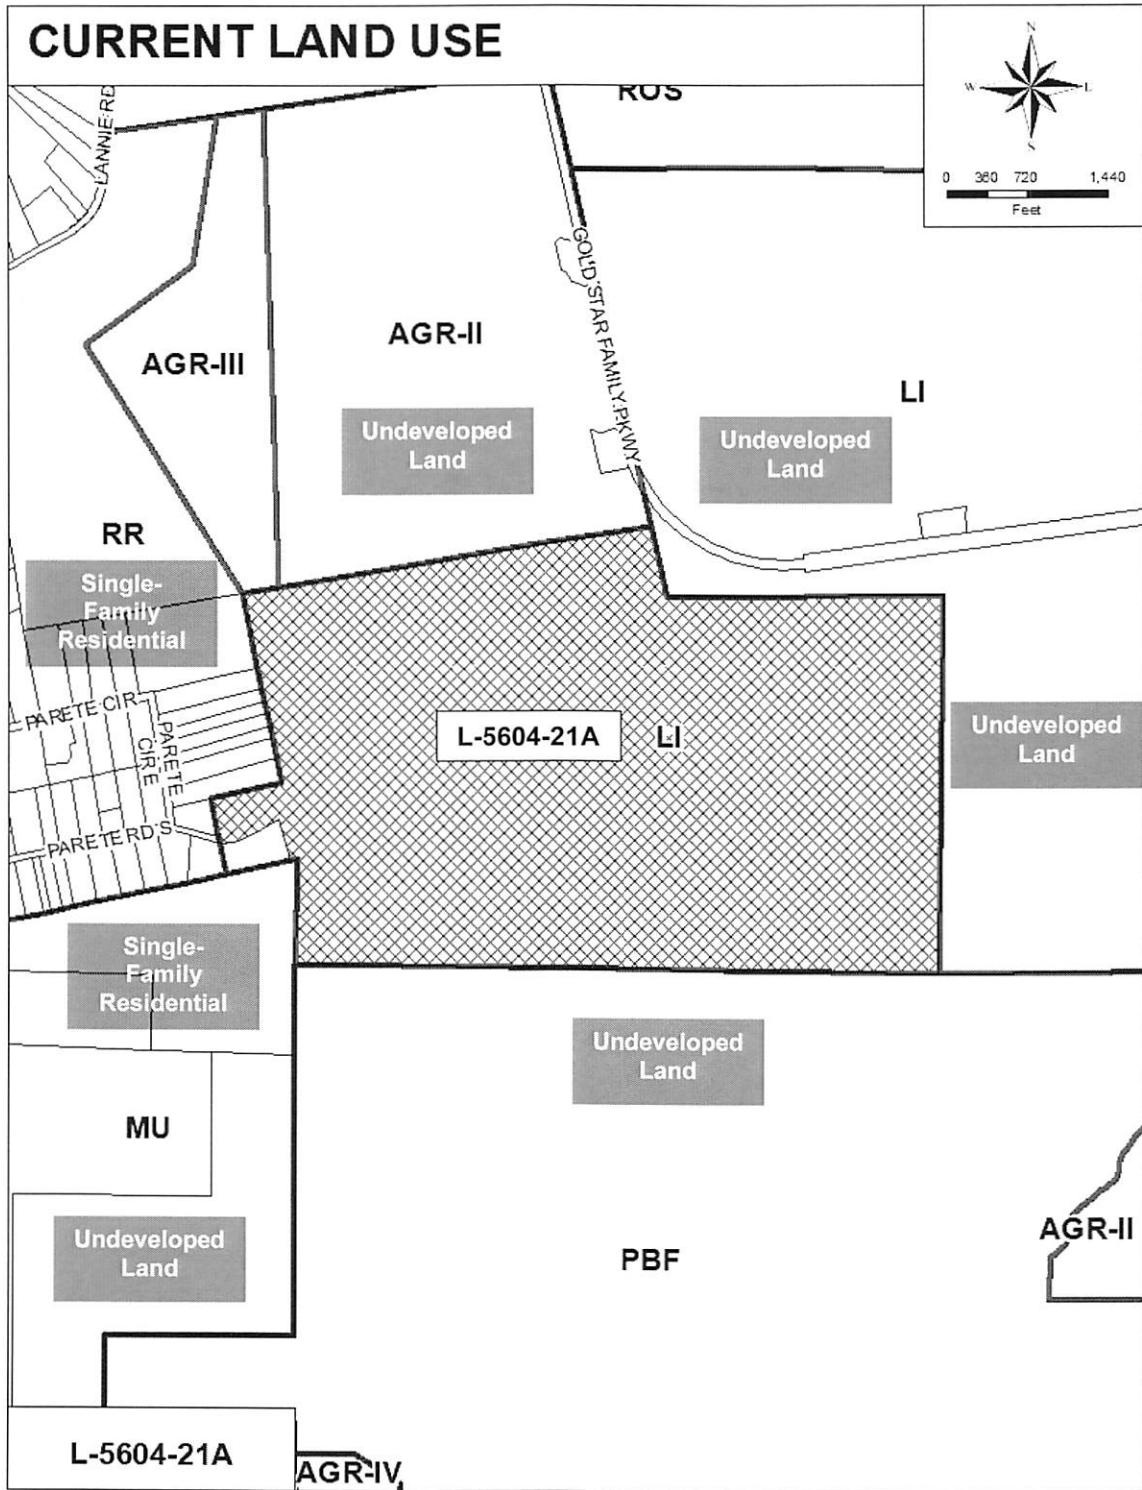 CURRENT LAND USE
N
W
E
S
0 360 720 1,440
Feet
ROS
LANNIE RD
GOLD STAR FAMILY PKWY
AGR-II
AGR-III
LI
Undeveloped
Land
Undeveloped
Land
RR
Single-
Family
Residential
PARETE CIR
PARETE
CIR E
L-5604-21A
LI
Undeveloped
Land
PARETE RD S
Single-
Family
Residential
Undeveloped
Land
MU
Undeveloped
Land
PBF
AGR-II
L-5604-21A
AGR-IV